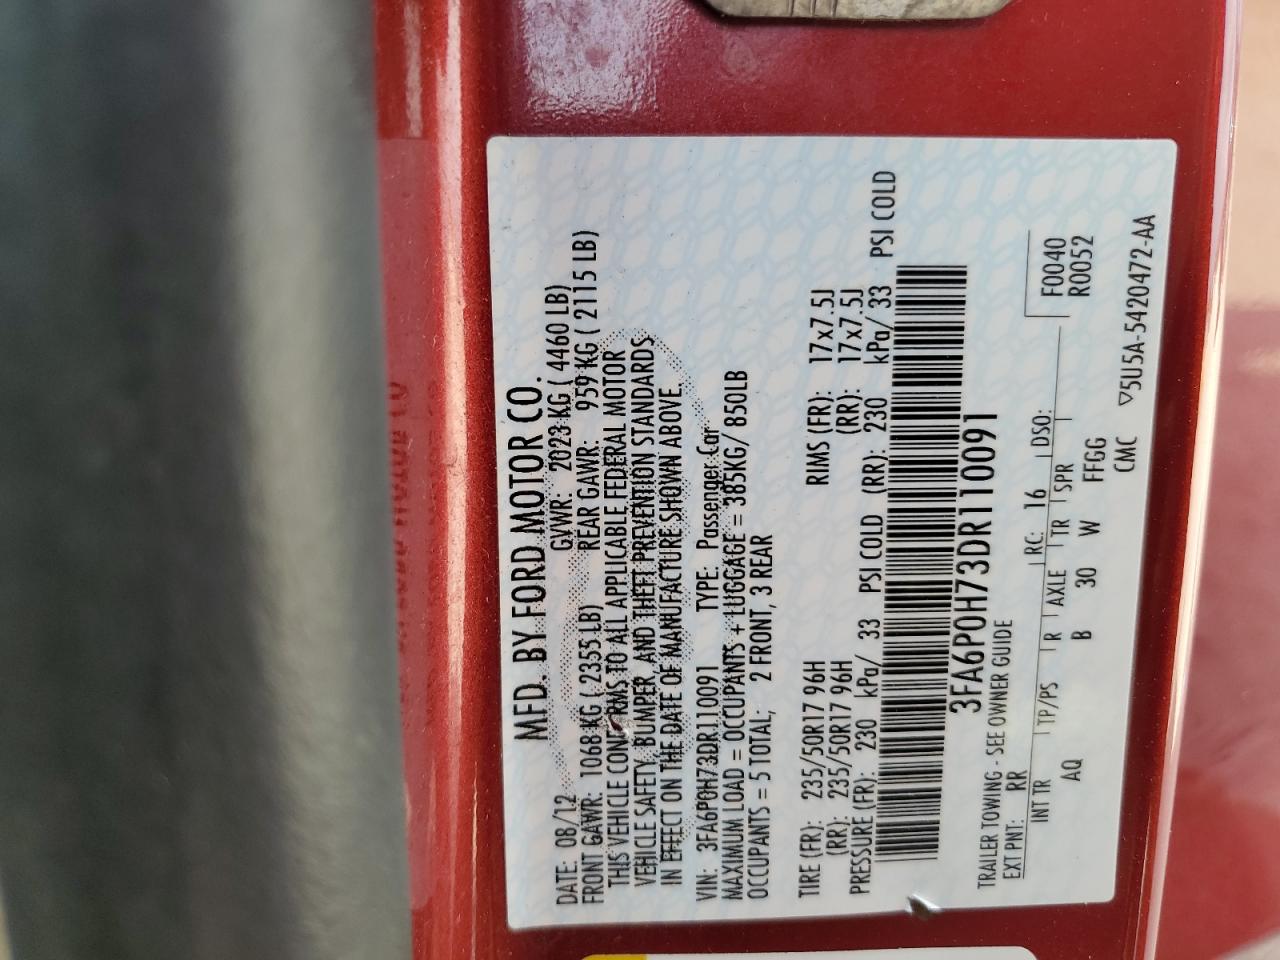 MFD. BY FORD MOTOR CO.
DATE: 08/12 GVWR: 2023 KG ( 4460 LB)
FRONT GAWR: 1068 KG ( 2355 LB) REAR GAWR: 959 KG ( 2115 LB)
THIS VEHICLE CONFORMS TO ALL APPLICABLE FEDERAL MOTOR
VEHICLE SAFETY, BUMPER, AND THEFT PREVENTION STANDARDS
IN EFFECT ON THE DATE OF MANUFACTURE SHOWN ABOVE.
VIN: 3FA6P0H73DR110091 TYPE: Passenger Car
MAXIMUM LOAD = OCCUPANTS + LUGGAGE = 385KG/ 850LB
OCCUPANTS = 5 TOTAL, 2 FRONT, 3 REAR
TIRE (FR): 235/50R17 96H RIMS (FR): 17x7.5J
(RR): 235/50R17 96H (RR): 17x7.5J
PRESSURE (FR): 230 kPa/ 33 PSI COLD (RR): 230 kPa/ 33 PSI COLD
3FA6P0H73DR110091
TRAILER TOWING - SEE OWNER GUIDE
EXT PNT: RR RC: 16 DSO: F0040
R0052
INT TR TP/PS R AXLE TR SPR
AQ B 30 W FFGG
CMC
▽5U5A-5420472-AA